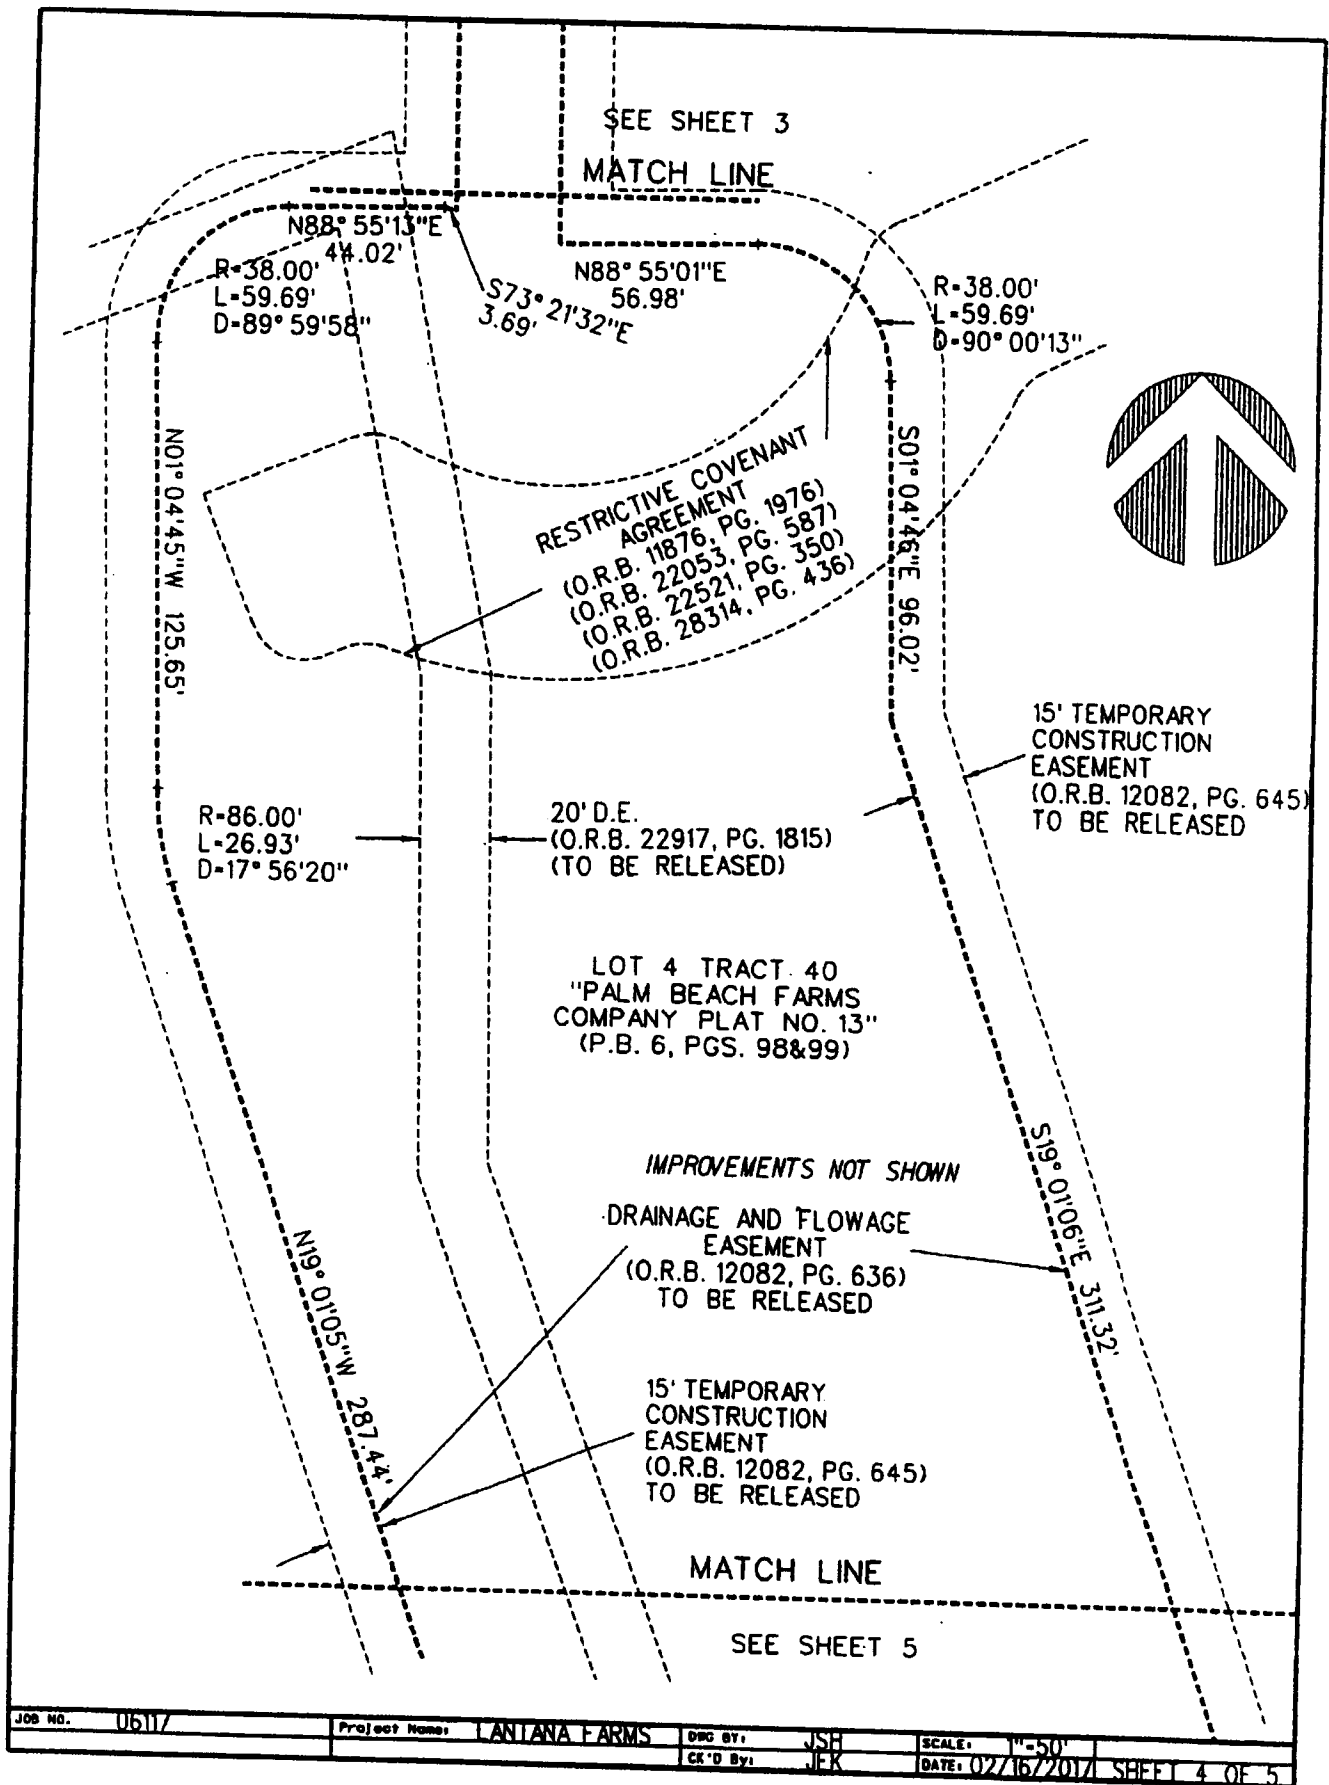 SEE SHEET 3
MATCH LINE
N88° 55'13"E
44.02'
R=38.00'
L=59.69'
D=89° 59'58"
S73° 21'32"E
3.69'
N88° 55'01"E
56.98'
R=38.00'
L=59.69'
D=90° 00'13"
N01° 04'45"W 125.65'
RESTRICTIVE COVENANT
AGREEMENT
(O.R.B. 11876, PG. 1976)
(O.R.B. 22053, PG. 587)
(O.R.B. 22521, PG. 350)
(O.R.B. 28314, PG. 436)
S01° 04'46"E 96.02'
15' TEMPORARY
CONSTRUCTION
EASEMENT
(O.R.B. 12082, PG. 645)
TO BE RELEASED
R=86.00'
L=26.93'
D=17° 56'20"
20' D.E.
(O.R.B. 22917, PG. 1815)
(TO BE RELEASED)
LOT 4 TRACT 40
"PALM BEACH FARMS
COMPANY PLAT NO. 13"
(P.B. 6, PGS. 98&99)
IMPROVEMENTS NOT SHOWN
DRAINAGE AND FLOWAGE
EASEMENT
(O.R.B. 12082, PG. 636)
TO BE RELEASED
S19° 01'06"E 311.32'
N19° 01'05"W 287.44'
15' TEMPORARY
CONSTRUCTION
EASEMENT
(O.R.B. 12082, PG. 645)
TO BE RELEASED
MATCH LINE
SEE SHEET 5
JOB NO. 06117
Project Name: LANTANA FARMS
DWG BY: JSH
SCALE: 1"=50'
CK'D By: JEK
DATE: 02/16/2017 SHEET 4 OF 5